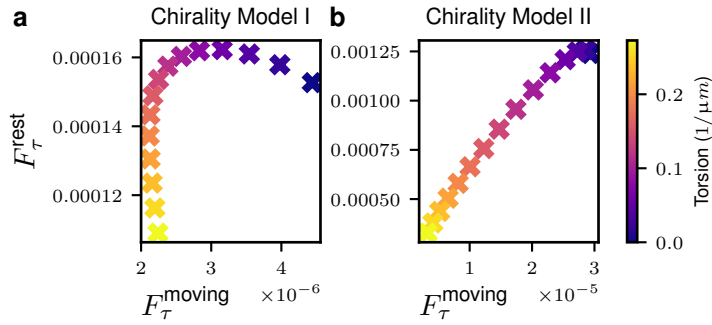 a Chirality Model I
b Chirality Model II
0.00016
0.00014
0.00012
F_τ^rest
2 3 4
×10⁻⁶
F_τ^moving
0.00125
0.00100
0.00075
0.00050
1 2 3
×10⁻⁵
F_τ^moving
0.2
0.1
0.0
Torsion (1/μm)